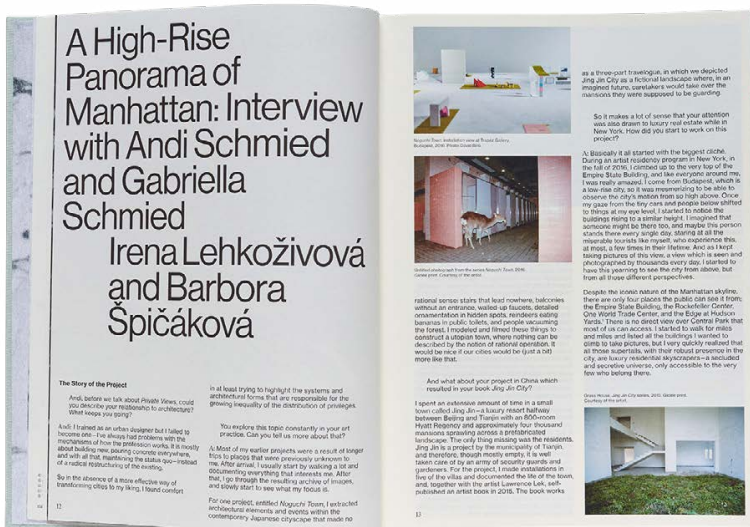 A High-Rise
Panorama of
Manhattan: Interview
with Andi Schmied
and Gabriella
Schmied
Irena Lehkoživová
and Barbora
Špičáková
The Story of the Project
Andi, before we talk about Private Views, could
you describe your relationship to architecture?
What keeps you going?
Andi: I trained as an urban designer but I failed to
become one—I've always had problems with the
mechanisms of how the profession works. It is mostly
about building new, pouring concrete everywhere,
and with all that, maintaining the status quo—instead
of a radical restructuring of the existing.
So in the absence of a more effective way of
transforming cities to my liking, I found comfort
in at least trying to highlight the systems and
architectural forms that are responsible for the
growing inequality of the distribution of privileges.
You explore this topic constantly in your art
practice. Can you tell us more about that?
A: Most of my earlier projects were a result of longer
trips to places that were previously unknown to
me. After arrival, I usually start by walking a lot and
documenting everything that interests me. After
that, I go through the resulting archive of images,
and slowly start to see what my focus is.
For one project, entitled Noguchi Town, I extracted
architectural elements and events within the
contemporary Japanese cityscape that made no
12
Noguchi Town, installation view at Trapéz Gallery,
Budapest, 2016.
Untitled photograph from the series Noguchi Town, 2016.
Giclée print. Courtesy of the artist.
rational sense: stairs that lead nowhere, balconies
without an entrance, walled-up faucets, detailed
ornamentation in hidden spots, reindeers eating
bananas in public toilets, and people vacuuming
the forest. I modeled and filmed these things to
construct a utopian town, where nothing can be
described by the notion of rational operation. It
would be nice if our cities would be (just a bit)
more like that.
And what about your project in China which
resulted in your book Jing Jin City?
I spent an extensive amount of time in a small
town called Jing Jin—a luxury resort halfway
between Beijing and Tianjin with an 800-room
Hyatt Regency and approximately four thousand
mansions sprawling across a prefabricated
landscape. The only thing missing was the residents.
Jing Jin is a project by the municipality of Tianjin,
and therefore, though mostly empty, it is well
taken care of by an army of security guards and
gardeners. For the project, I made installations in
five of the villas and documented the life of the town,
and, together with the artist Lawrence Lek, self-
published an artist book in 2015. The book works
13
as a three-part travelogue, in which we depicted
Jing Jin City as a fictional landscape where, in an
imagined future, caretakers would take over the
mansions they were supposed to be guarding.
So it makes a lot of sense that your attention
was also drawn to luxury real estate while in
New York. How did you start to work on this
project?
A: Basically it all started with the biggest cliché.
During an artist residency program in New York, in
the fall of 2016, I climbed up to the very top of the
Empire State Building, and like everyone around me,
I was really amazed. I come from Budapest, which is
a low-rise city, so it was mesmerizing to be able to
observe the city's motion from so high above. Once
my gaze from the tiny cars and people below shifted
to things at my eye level, I started to notice the
buildings rising to a similar height. I imagined that
someone might be there too, and maybe this person
stands there every single day, staring at all the
miserable tourists like myself, who experience this,
at most, a few times in their lifetime. And as I kept
taking pictures of this view, a view which is seen and
photographed by thousands every day, I started to
have this yearning to see the city from above, but
from all those different perspectives.
Despite the iconic nature of the Manhattan skyline,
there are only four places the public can see it from:
the Empire State Building, the Rockefeller Center,
One World Trade Center, and the Edge at Hudson
Yards. There is no direct view over Central Park that
most of us can access. I started to walk for miles
and miles and listed all the buildings I wanted to
climb to take pictures, but I very quickly realized that
all those supertalls, with their robust presence in the
city, are luxury residential skyscrapers—a secluded
and secretive universe, only accessible to the very
few who belong there.
Jing Jin City series, 2015. Giclée print.
Courtesy of the artist.